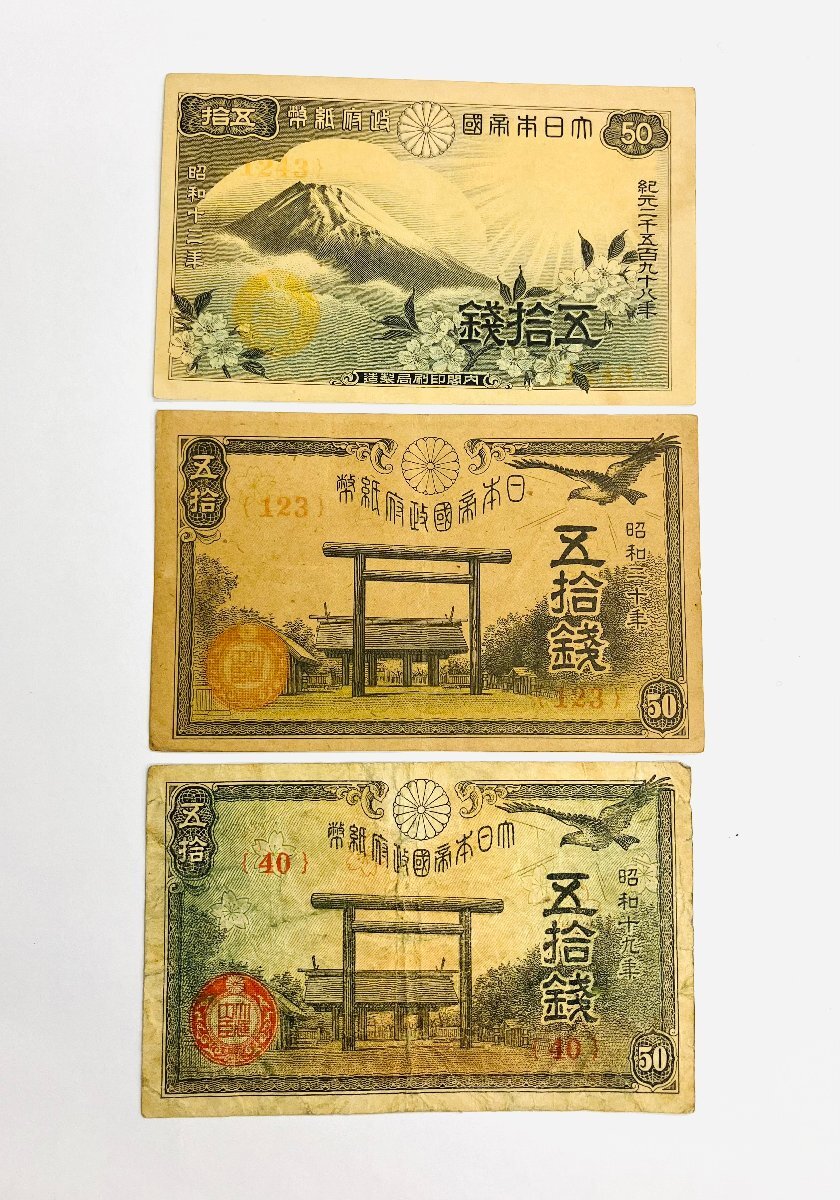 50
大日本帝國政府紙幣
五拾
1243}
紀元二千五百九十八年
昭和十三年
五拾錢
内閣印刷局製造
五拾
日本帝國政府紙幣
{123}
昭和二十年
五拾錢
{123}
50
五拾
大日本帝國政府紙幣
{40}
昭和十九年
五拾錢
{40}
50